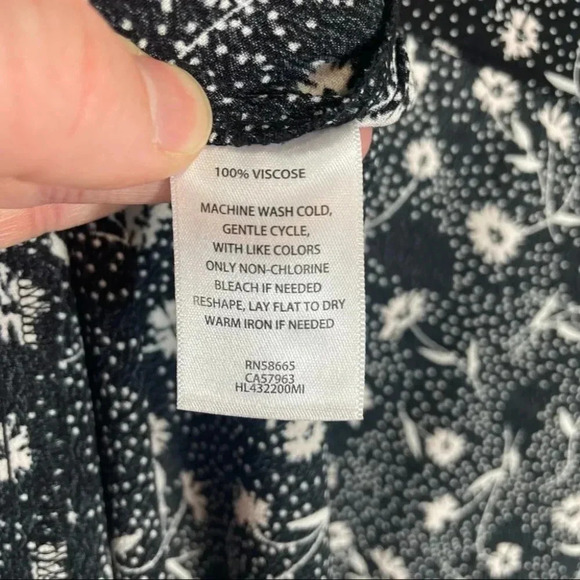 100% VISCOSE
MACHINE WASH COLD,
GENTLE CYCLE,
WITH LIKE COLORS
ONLY NON-CHLORINE
BLEACH IF NEEDED
RESHAPE, LAY FLAT TO DRY
WARM IRON IF NEEDED
RN58665
CA57963
HL432200MI